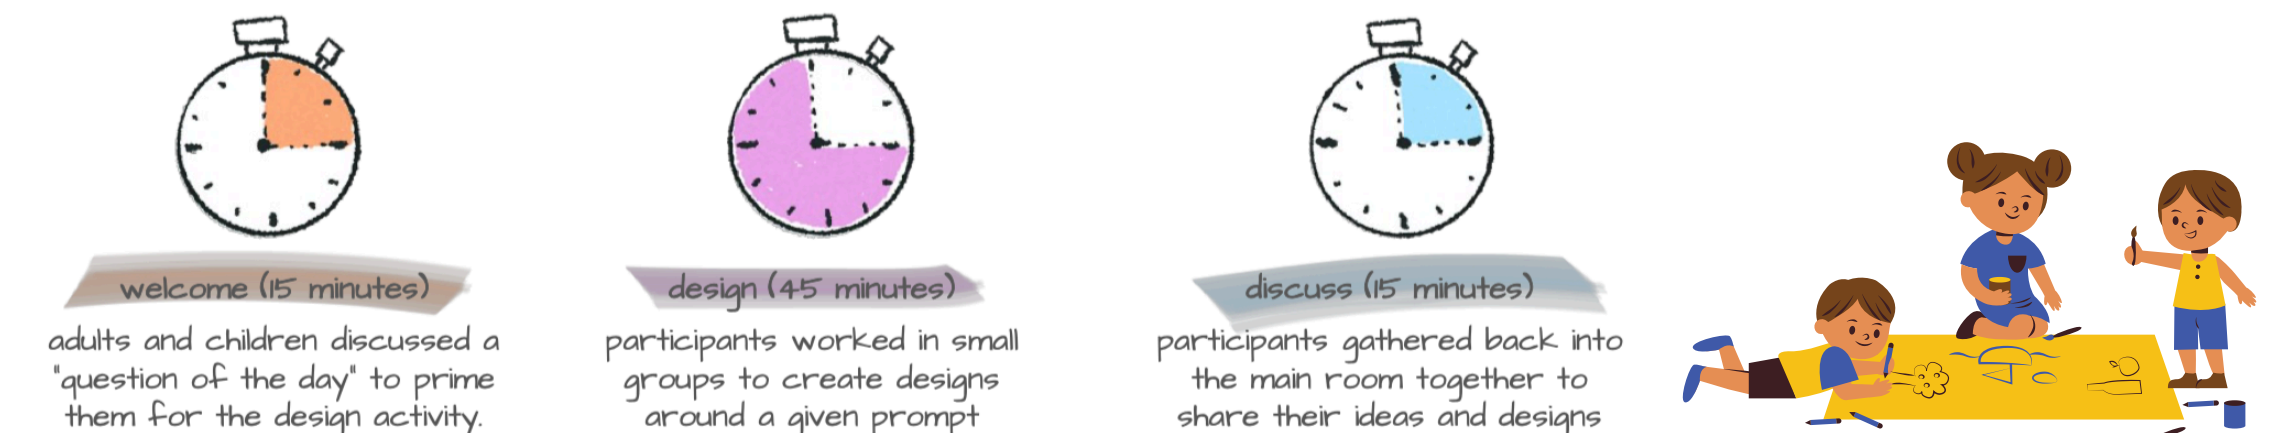 welcome (15 minutes)
adults and children discussed a
"question of the day" to prime
them for the design activity.
design (45 minutes)
participants worked in small
groups to create designs
around a given prompt
discuss (15 minutes)
participants gathered back into
the main room together to
share their ideas and designs